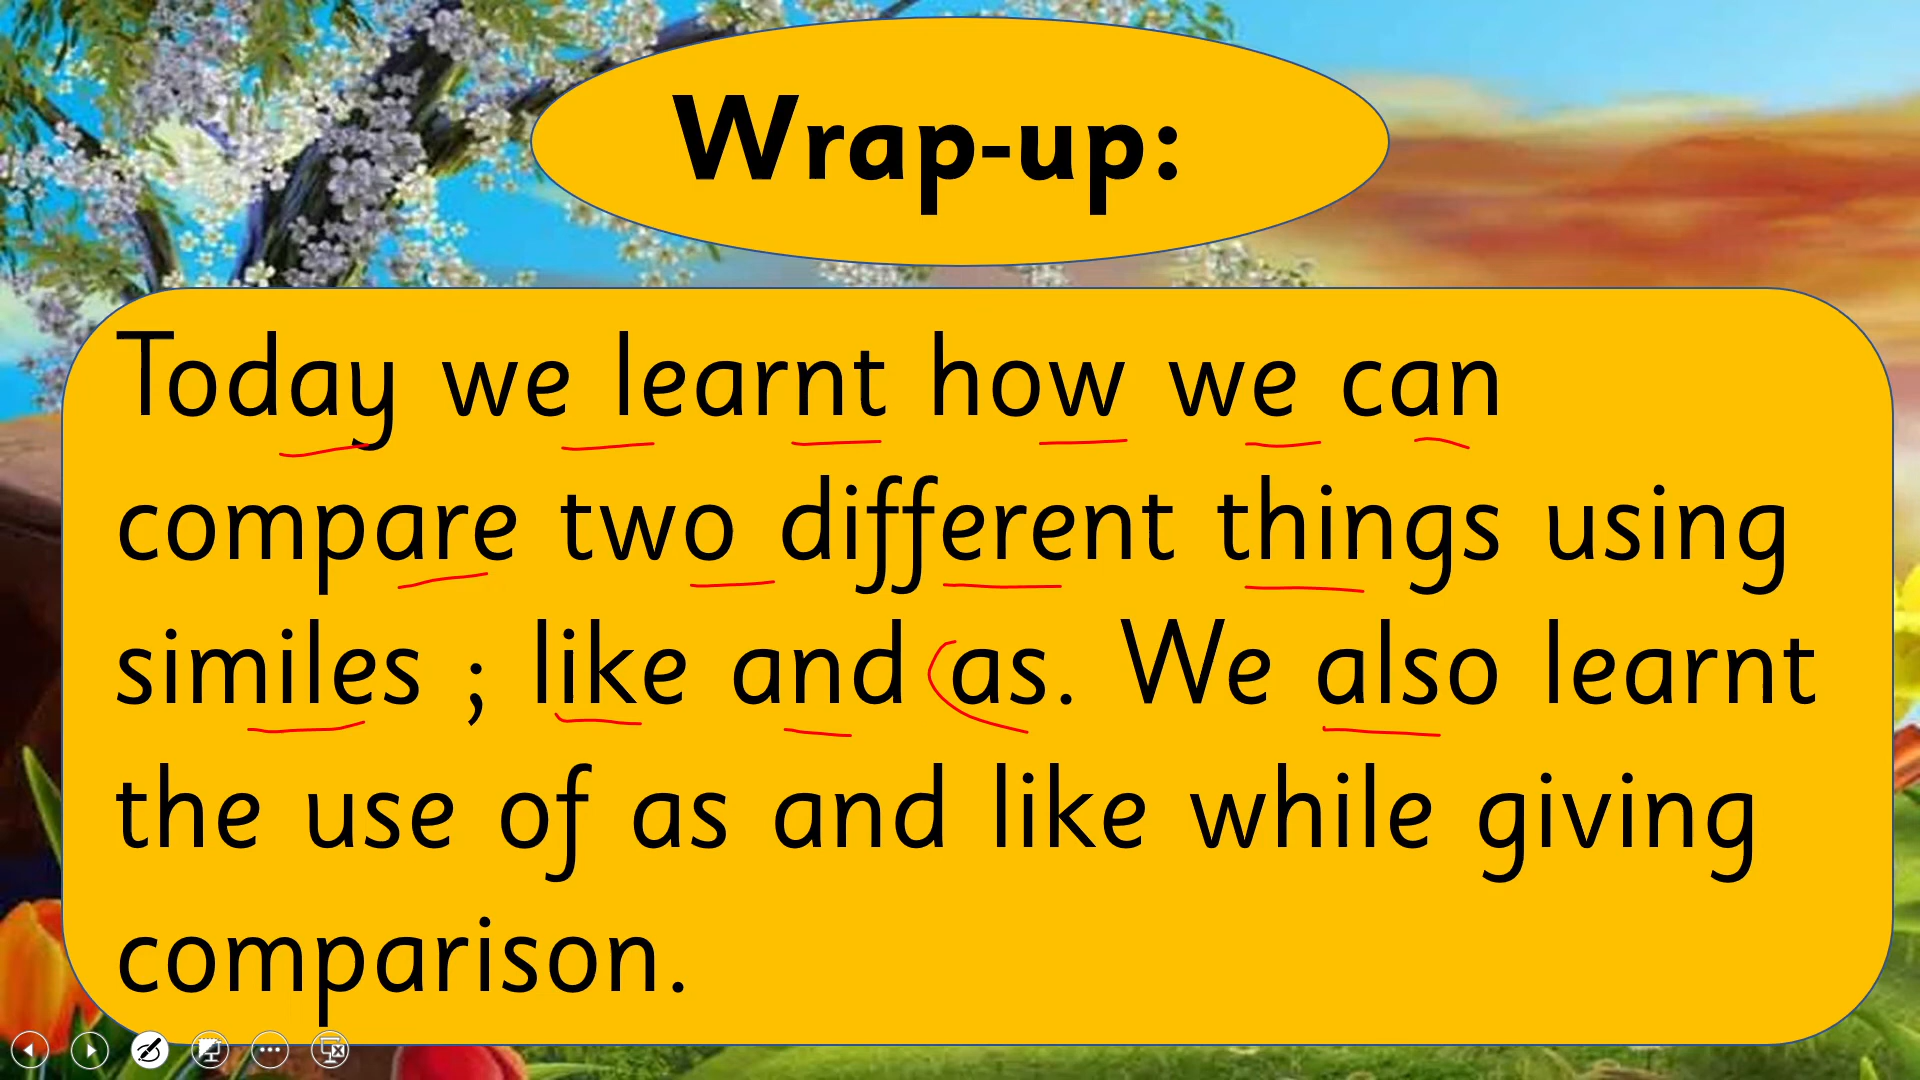 Wrap-up:
Today we learnt how we can
compare two different things using
similes ; like and as. We also learnt
the use of as and like while giving
comparison.